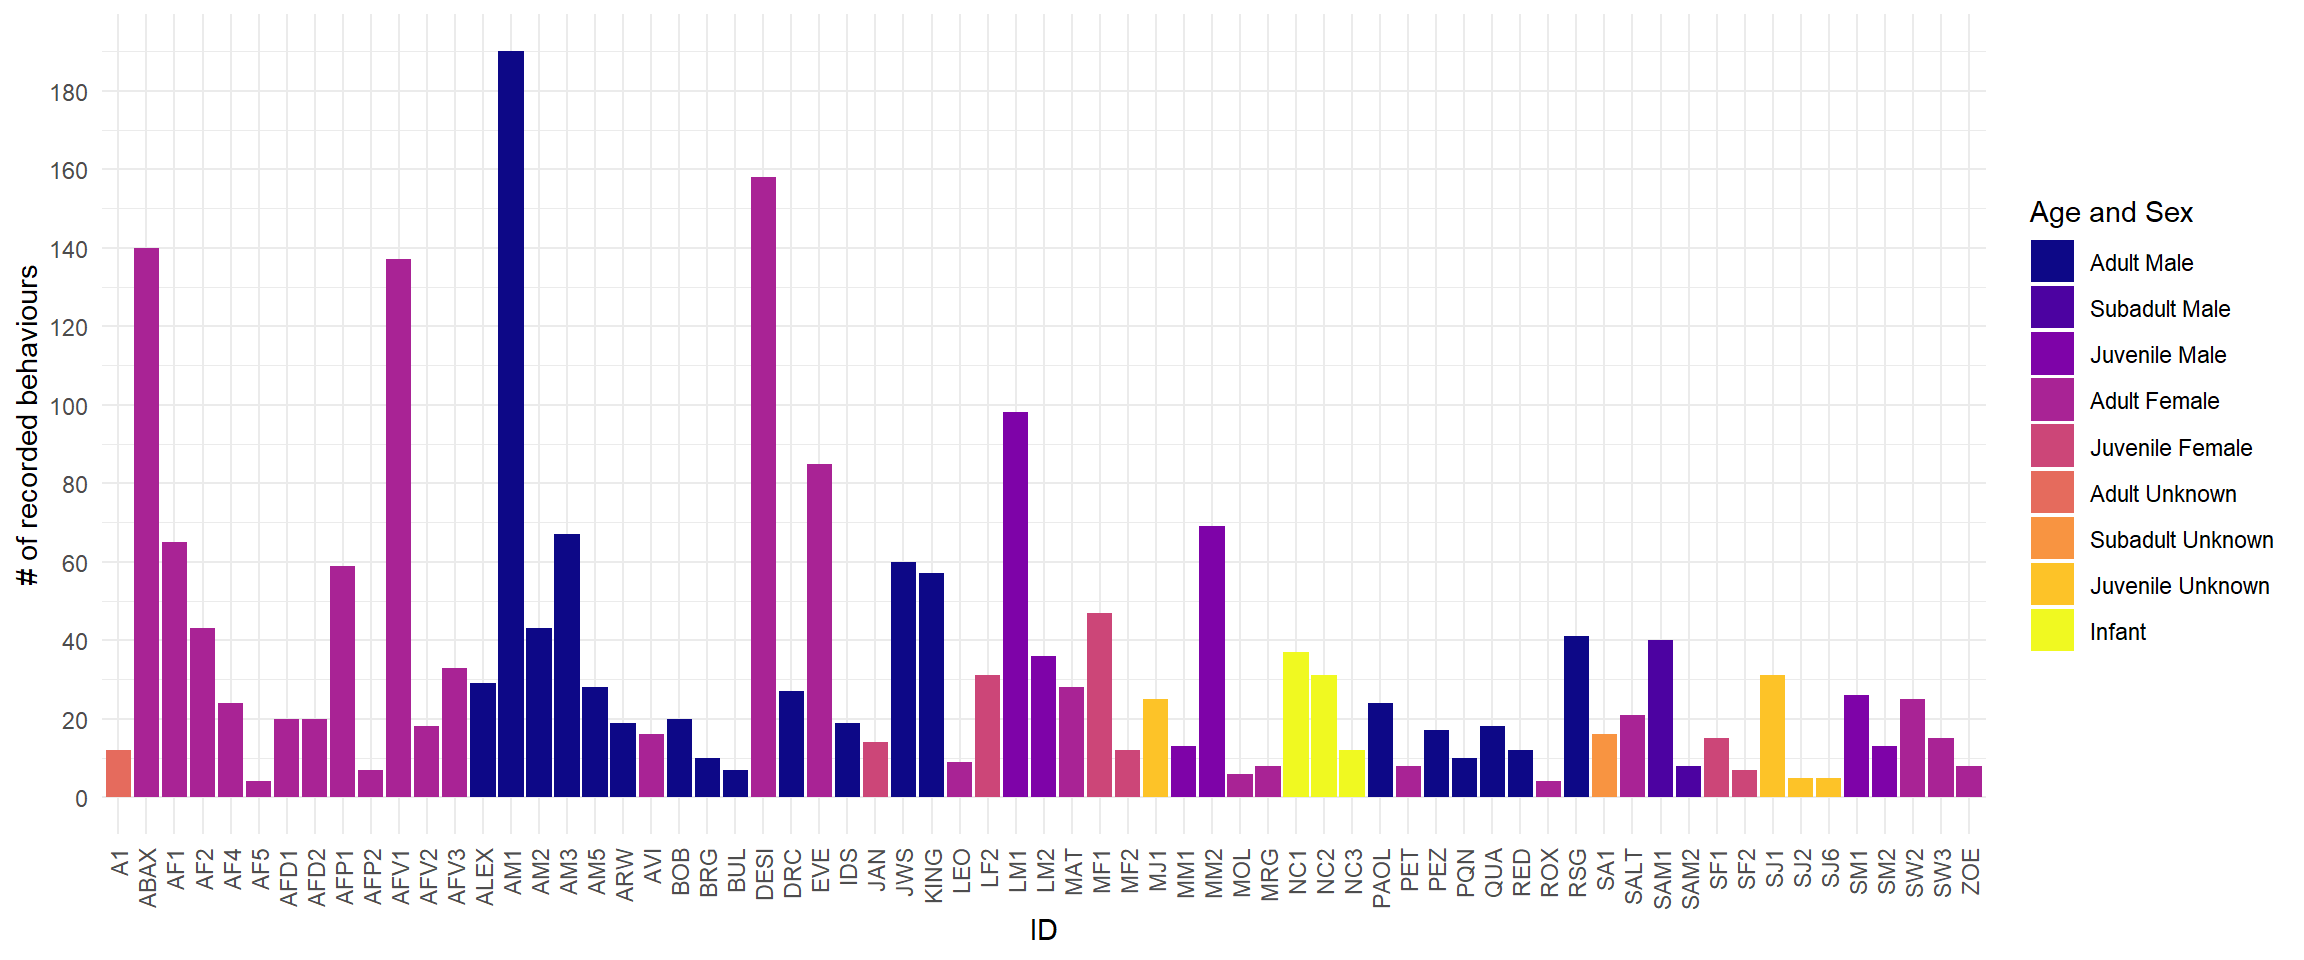 # of recorded behaviours
180
160
140
120
100
80
60
40
20
0
A1
ABAX
AF1
AF2
AF4
AF5
AFD1
AFD2
AFP1
AFP2
AFV1
AFV2
AFV3
ALEX
AM1
AM2
AM3
AM5
ARW
AVI
BOB
BRG
BUL
DESI
DRC
EVE
IDS
JAN
JWS
KING
LEO
LF2
LM1
LM2
MAT
MF1
MF2
MJ1
MM1
MM2
MOL
MRG
NC1
NC2
NC3
PAOL
PET
PEZ
PQN
QUA
RED
ROX
RSG
SA1
SALT
SAM1
SAM2
SF1
SF2
SJ1
SJ2
SJ6
SM1
SM2
SW2
SW3
ZOE
ID
Age and Sex
Adult Male
Subadult Male
Juvenile Male
Adult Female
Juvenile Female
Adult Unknown
Subadult Unknown
Juvenile Unknown
Infant